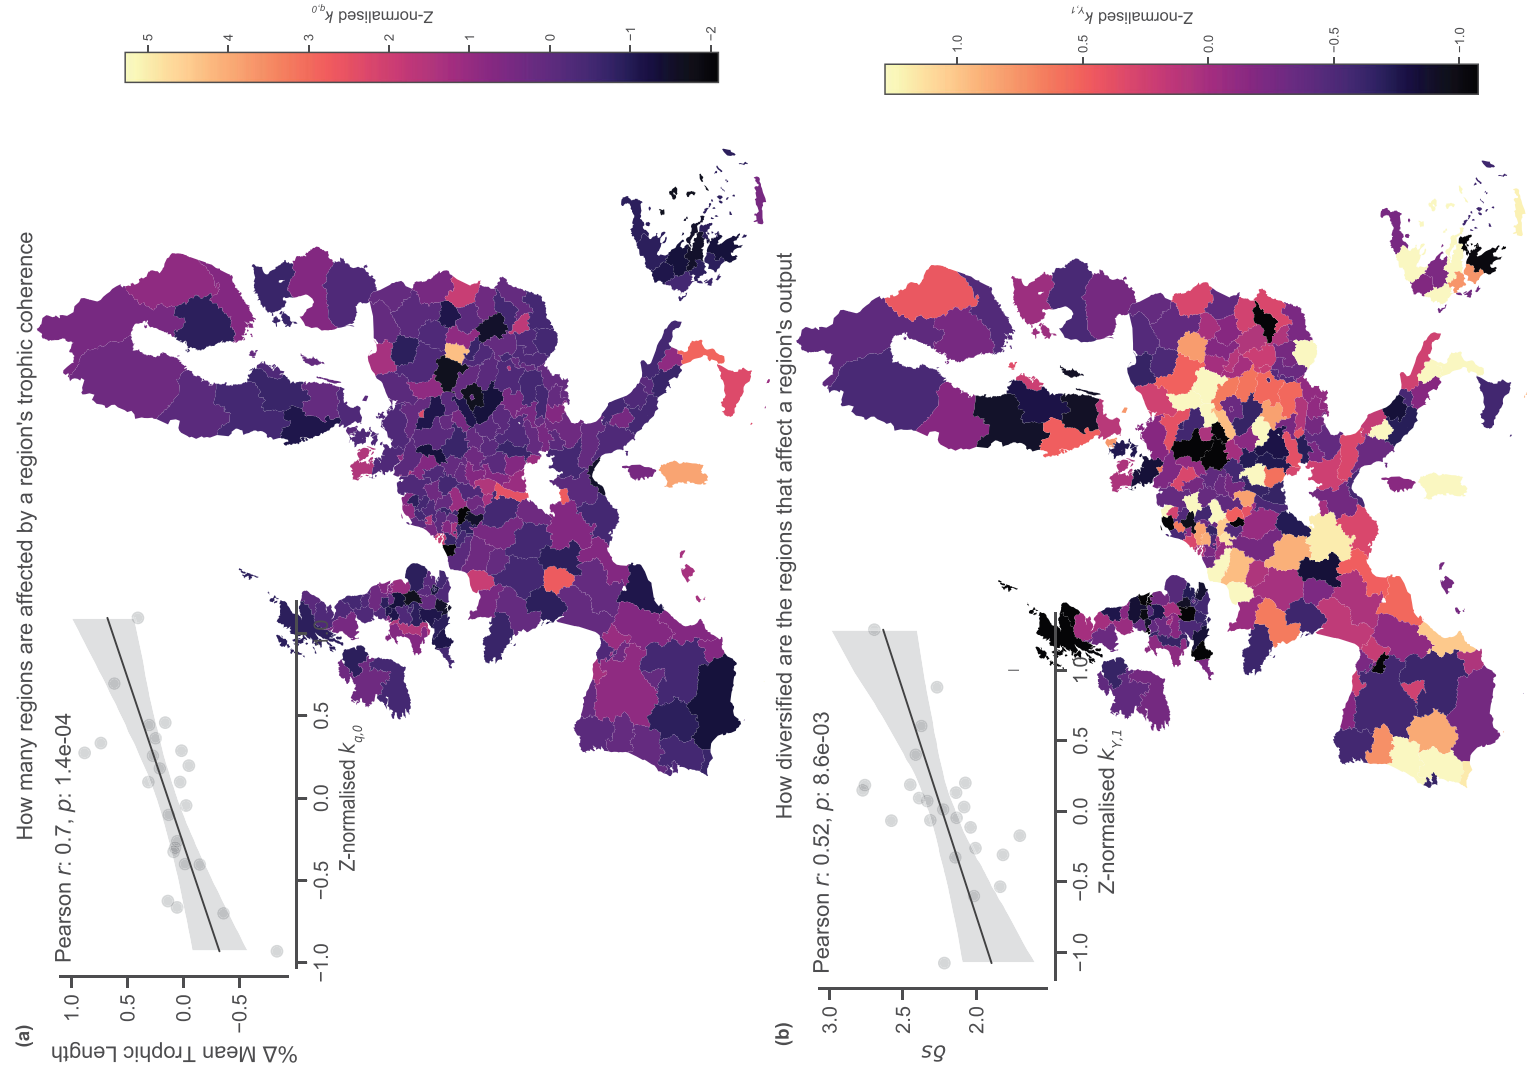 (a)
How many regions are affected by a region's trophic coherence
Pearson r: 0.7, p: 1.4e-04
%Δ Mean Trophic Length
1.0
0.5
0.0
−0.5
−1.0
−0.5
0.0
0.5
Z-normalised k_{q,0}
5
4
3
2
1
0
−1
−2
Z-normalised k_{q,0}
(b)
How diversified are the regions that affect a region's output
Pearson r: 0.52, p: 8.6e-03
δs
3.0
2.5
2.0
−1.0
−0.5
0.0
0.5
1.0
Z-normalised k_{Y,1}
1.0
0.5
0.0
−0.5
−1.0
Z-normalised k_{Y,1}